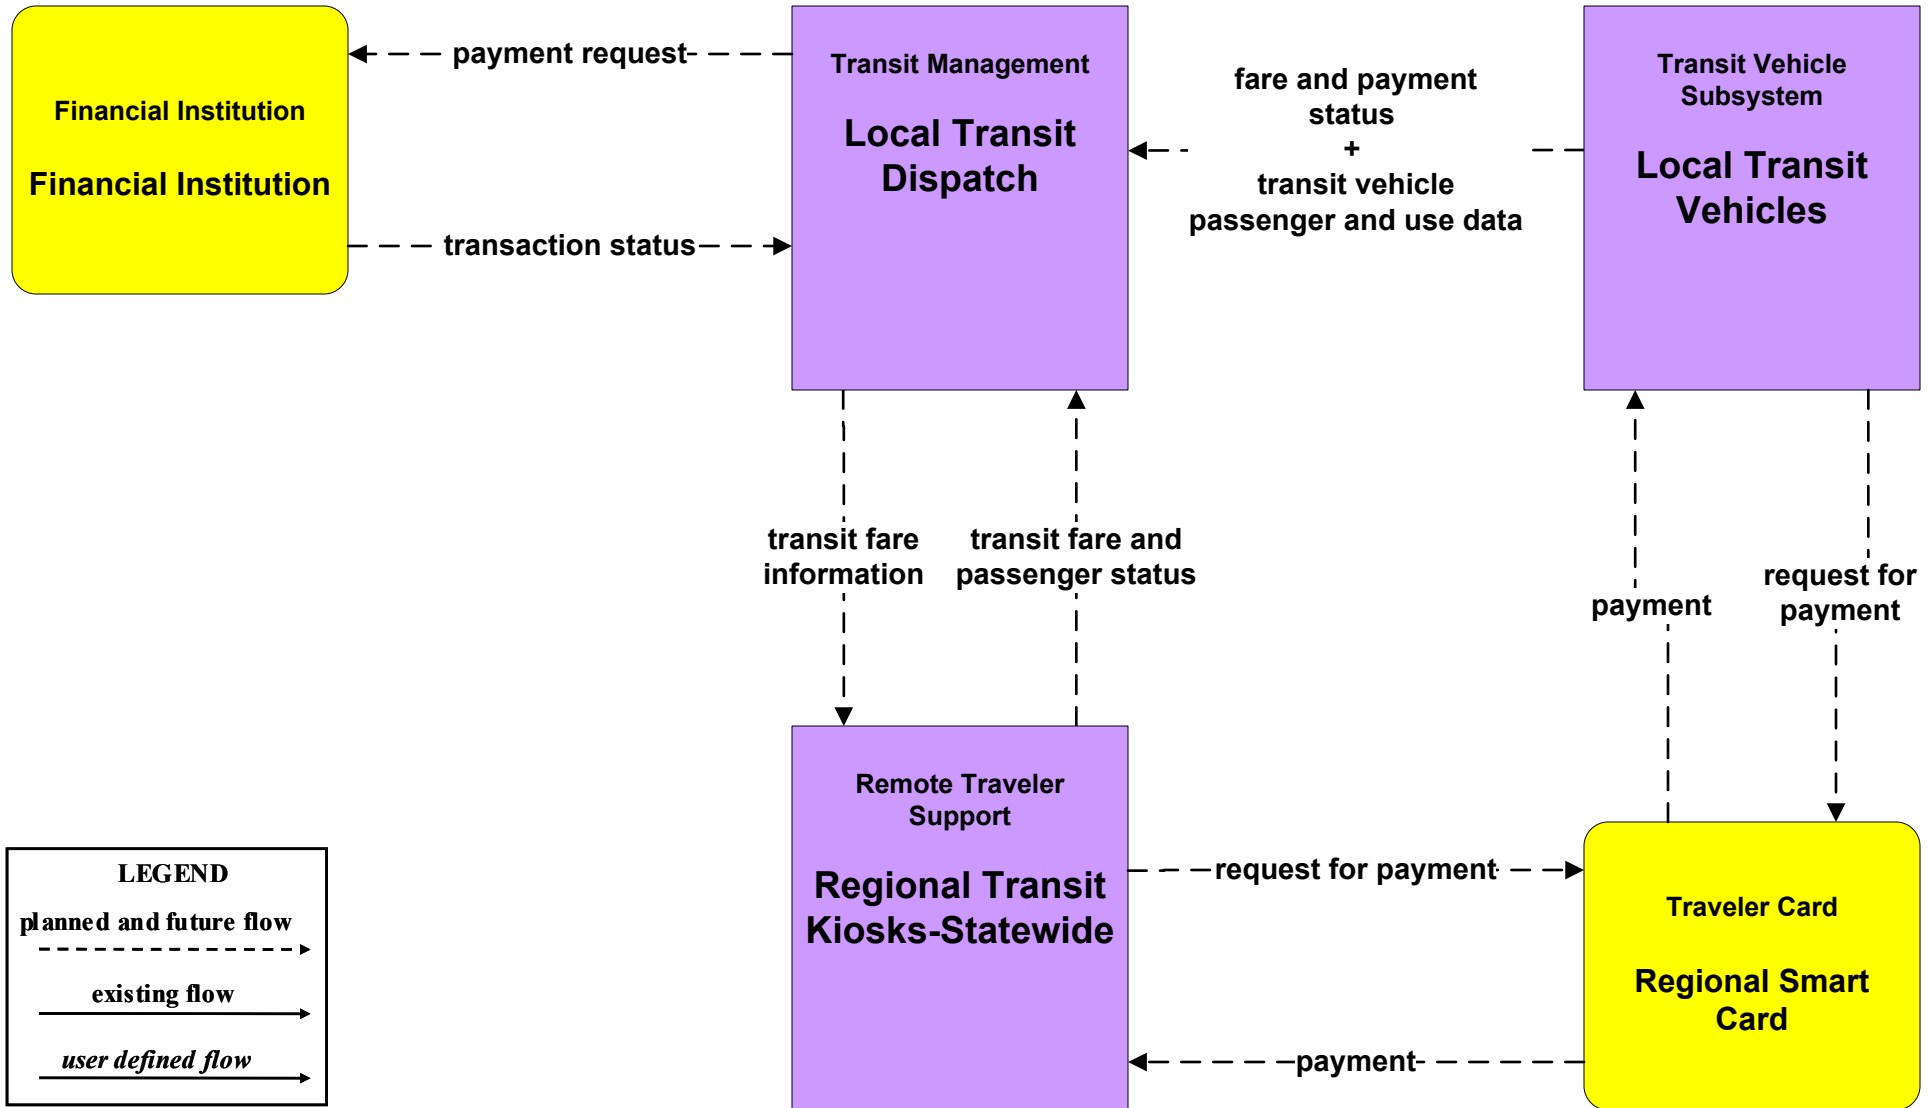 Financial Institution
Financial Institution
payment request
transaction status
Transit Management
Local Transit
Dispatch
fare and payment
status
+
transit vehicle
passenger and use data
Transit Vehicle
Subsystem
Local Transit
Vehicles
transit fare
information
transit fare and
passenger status
payment
request for
payment
Remote Traveler
Support
Regional Transit
Kiosks-Statewide
request for payment
payment
Traveler Card
Regional Smart
Card
LEGEND
planned and future flow
existing flow
user defined flow